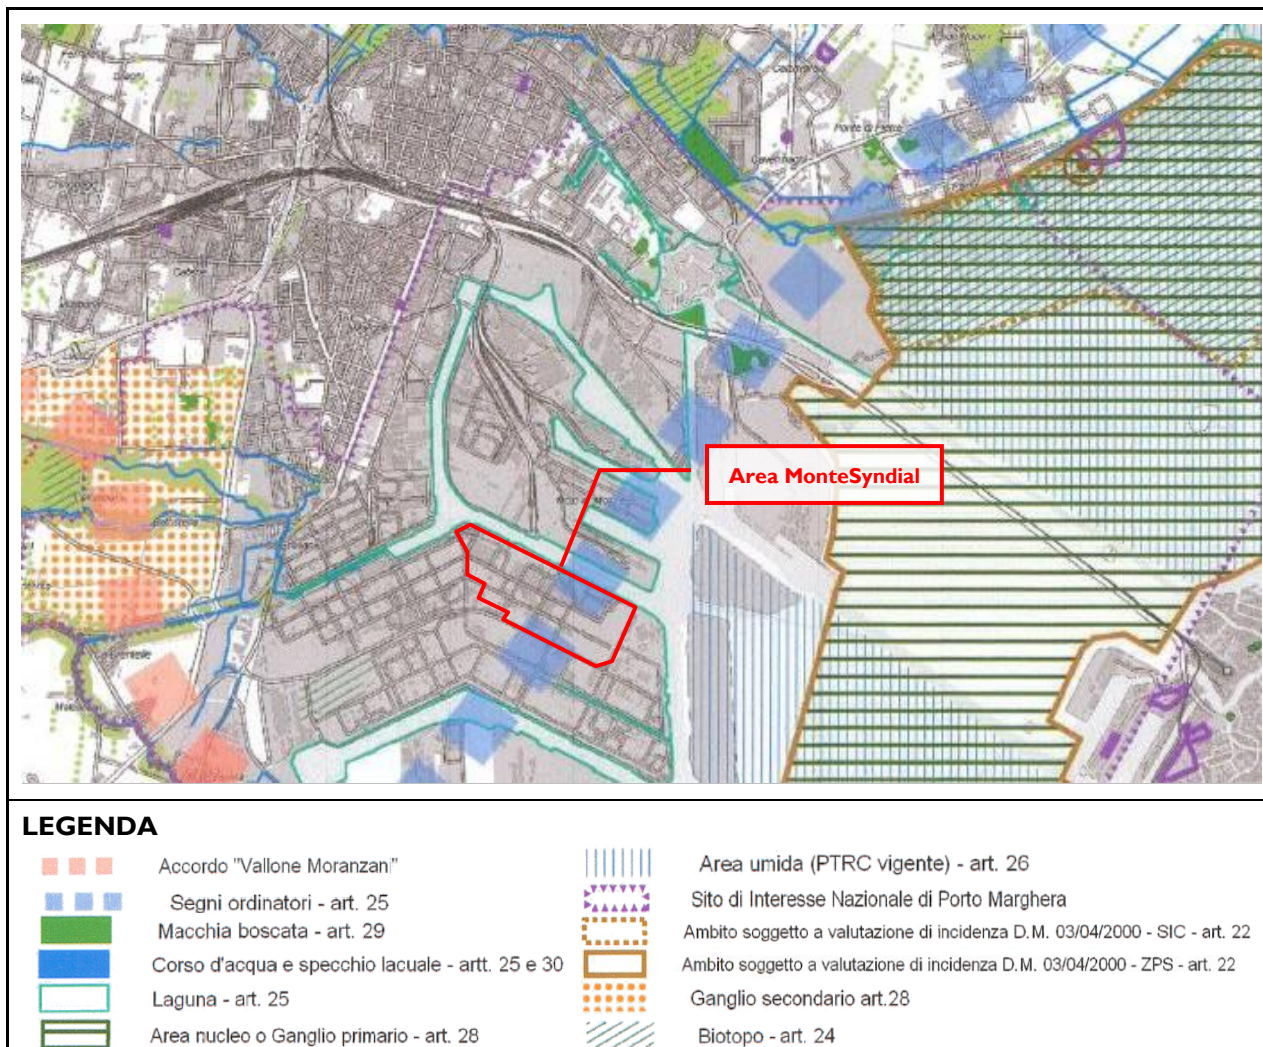 Ponte di Pietra
Area MonteSyndial
LEGENDA
Accordo "Vallone Moranzani"
Segni ordinatori - art. 25
Macchia boscata - art. 29
Corso d'acqua e specchio lacuale - artt. 25 e 30
Laguna - art. 25
Area nucleo o Ganglio primario - art. 28
Area umida (PTRC vigente) - art. 26
Sito di Interesse Nazionale di Porto Marghera
Ambito soggetto a valutazione di incidenza D.M. 03/04/2000 - SIC - art. 22
Ambito soggetto a valutazione di incidenza D.M. 03/04/2000 - ZPS - art. 22
Ganglio secondario art.28
Biotopo - art. 24